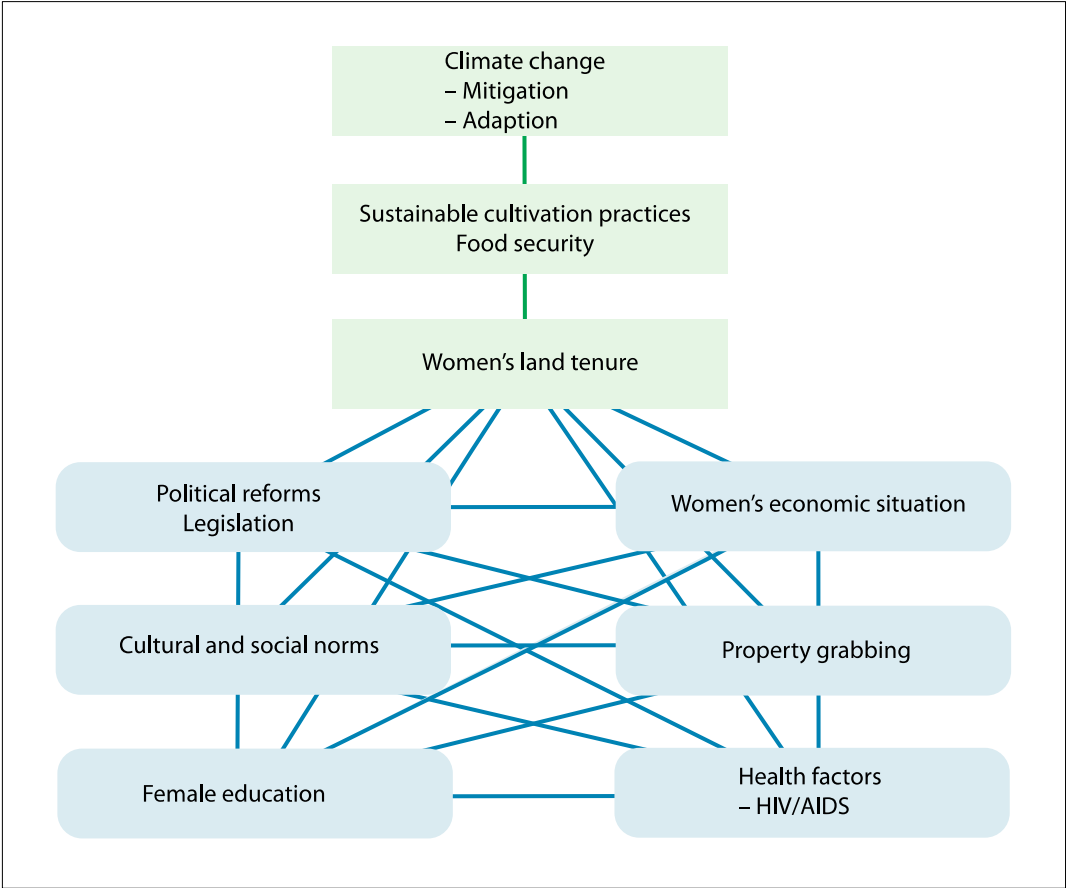 Climate change
– Mitigation
– Adaption
Sustainable cultivation practices
Food security
Women’s land tenure
Political reforms
Legislation
Women’s economic situation
Cultural and social norms
Property grabbing
Female education
Health factors
– HIV/AIDS